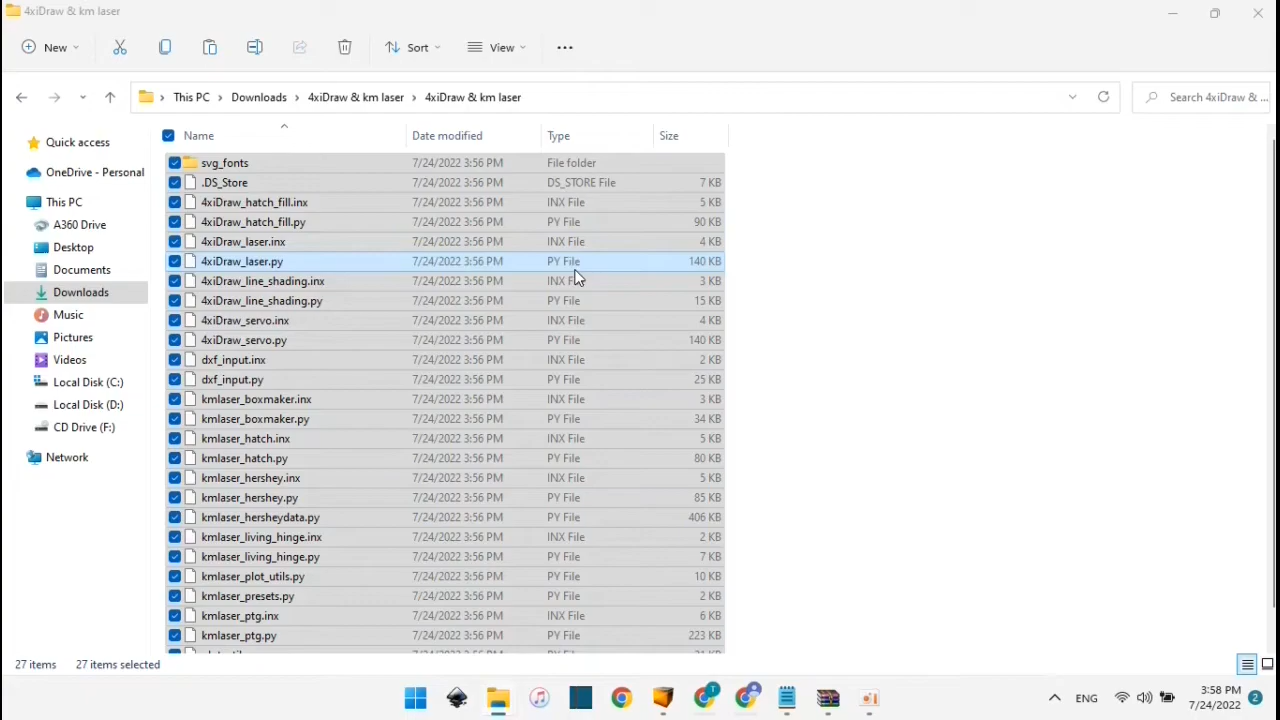 4xiDraw & km laser
New Sort View
This PC Downloads 4xiDraw & km laser 4xiDraw & km laser Search 4xiDraw & ...
Name Date modified Type Size
Quick access
OneDrive - Personal
This PC
A360 Drive
Desktop
Documents
Downloads
Music
Pictures
Videos
Local Disk (C:)
Local Disk (D:)
CD Drive (F:)
Network
svg_fonts 7/24/2022 3:56 PM File folder
.DS_Store 7/24/2022 3:56 PM DS_STORE File 7 KB
4xiDraw_hatch_fill.inx 7/24/2022 3:56 PM INX File 5 KB
4xiDraw_hatch_fill.py 7/24/2022 3:56 PM PY File 90 KB
4xiDraw_laser.inx 7/24/2022 3:56 PM INX File 4 KB
4xiDraw_laser.py 7/24/2022 3:56 PM PY File 140 KB
4xiDraw_line_shading.inx 7/24/2022 3:56 PM INX File 3 KB
4xiDraw_line_shading.py 7/24/2022 3:56 PM PY File 15 KB
4xiDraw_servo.inx 7/24/2022 3:56 PM INX File 4 KB
4xiDraw_servo.py 7/24/2022 3:56 PM PY File 140 KB
dxf_input.inx 7/24/2022 3:56 PM INX File 2 KB
dxf_input.py 7/24/2022 3:56 PM PY File 25 KB
kmlaser_boxmaker.inx 7/24/2022 3:56 PM INX File 3 KB
kmlaser_boxmaker.py 7/24/2022 3:56 PM PY File 34 KB
kmlaser_hatch.inx 7/24/2022 3:56 PM INX File 5 KB
kmlaser_hatch.py 7/24/2022 3:56 PM PY File 80 KB
kmlaser_hershey.inx 7/24/2022 3:56 PM INX File 5 KB
kmlaser_hershey.py 7/24/2022 3:56 PM PY File 85 KB
kmlaser_hersheydata.py 7/24/2022 3:56 PM PY File 406 KB
kmlaser_living_hinge.inx 7/24/2022 3:56 PM INX File 2 KB
kmlaser_living_hinge.py 7/24/2022 3:56 PM PY File 7 KB
kmlaser_plot_utils.py 7/24/2022 3:56 PM PY File 10 KB
kmlaser_presets.py 7/24/2022 3:56 PM PY File 2 KB
kmlaser_ptg.inx 7/24/2022 3:56 PM INX File 6 KB
kmlaser_ptg.py 7/24/2022 3:56 PM PY File 223 KB
27 items 27 items selected
ENG 3:58 PM 2
7/24/2022